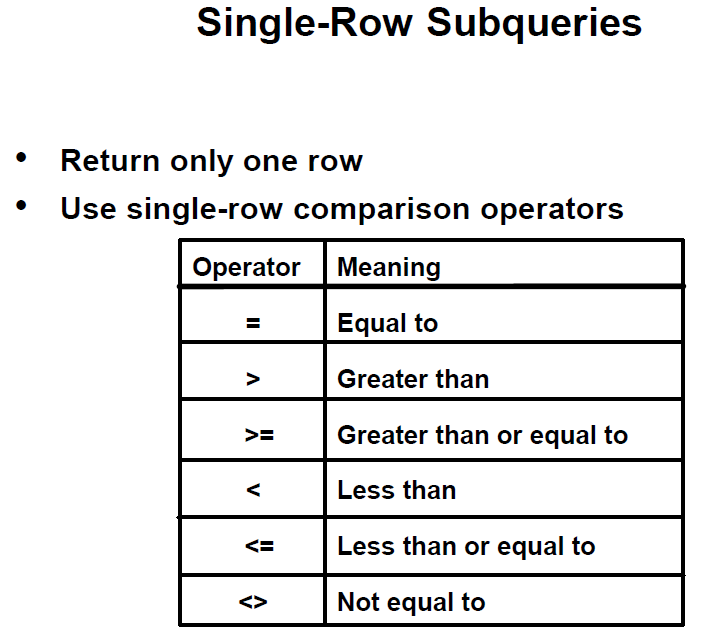 Single-Row Subqueries
• Return only one row
• Use single-row comparison operators
Operator Meaning
= Equal to
> Greater than
>= Greater than or equal to
< Less than
<= Less than or equal to
<> Not equal to